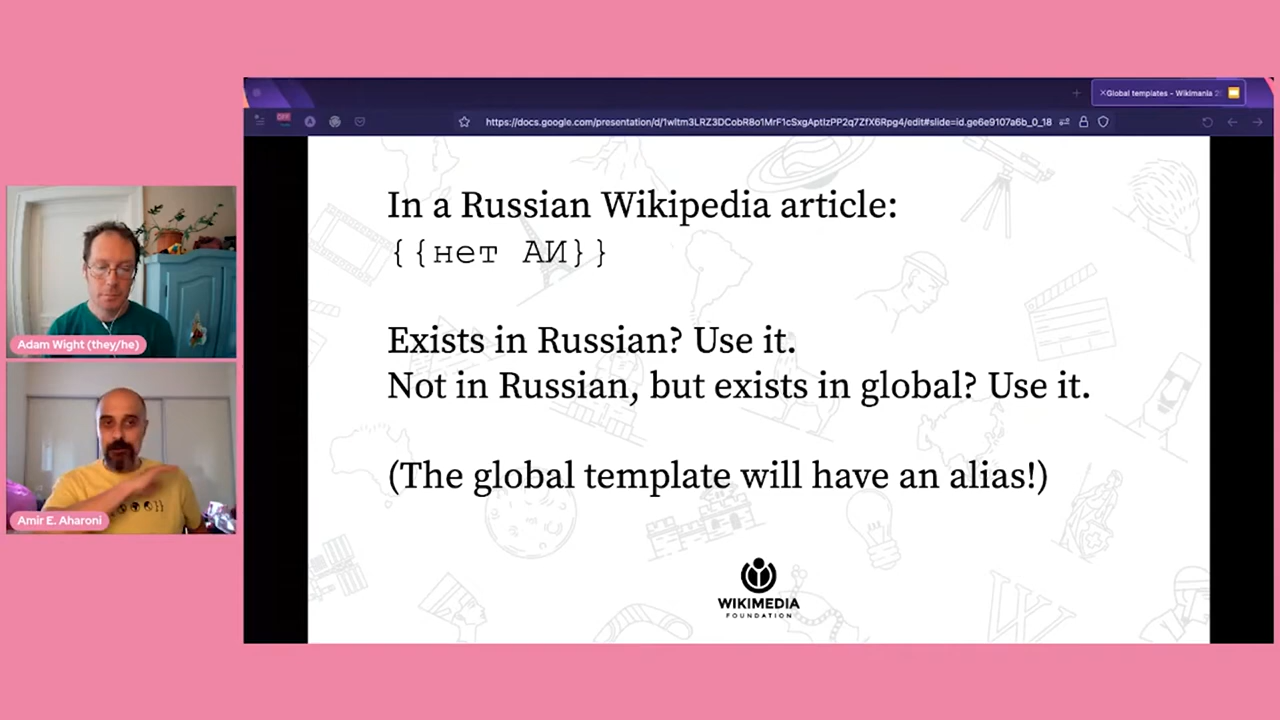 Global templates - Wikimania
https://docs.google.com/presentation/d/1wltm3LRZ3DCobR8o1MrF1cSxgAptIzPP2q7ZfX6Rpg4/edit#slide=id.ge6e9107a6b_0_18
In a Russian Wikipedia article:
{{нет АИ}}
Exists in Russian? Use it.
Not in Russian, but exists in global? Use it.
(The global template will have an alias!)
WIKIMEDIA
FOUNDATION
Adam Wight (they/he)
Amir E. Aharoni